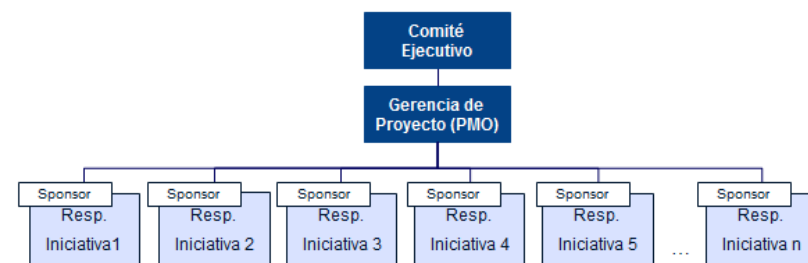 Comité
Ejecutivo
Gerencia de
Proyecto (PMO)
Sponsor
Resp.
Iniciativa1
Sponsor
Resp.
Iniciativa 2
Sponsor
Resp.
Iniciativa 3
Sponsor
Resp.
Iniciativa 4
Sponsor
Resp.
Iniciativa 5
...
Sponsor
Resp.
Iniciativa n